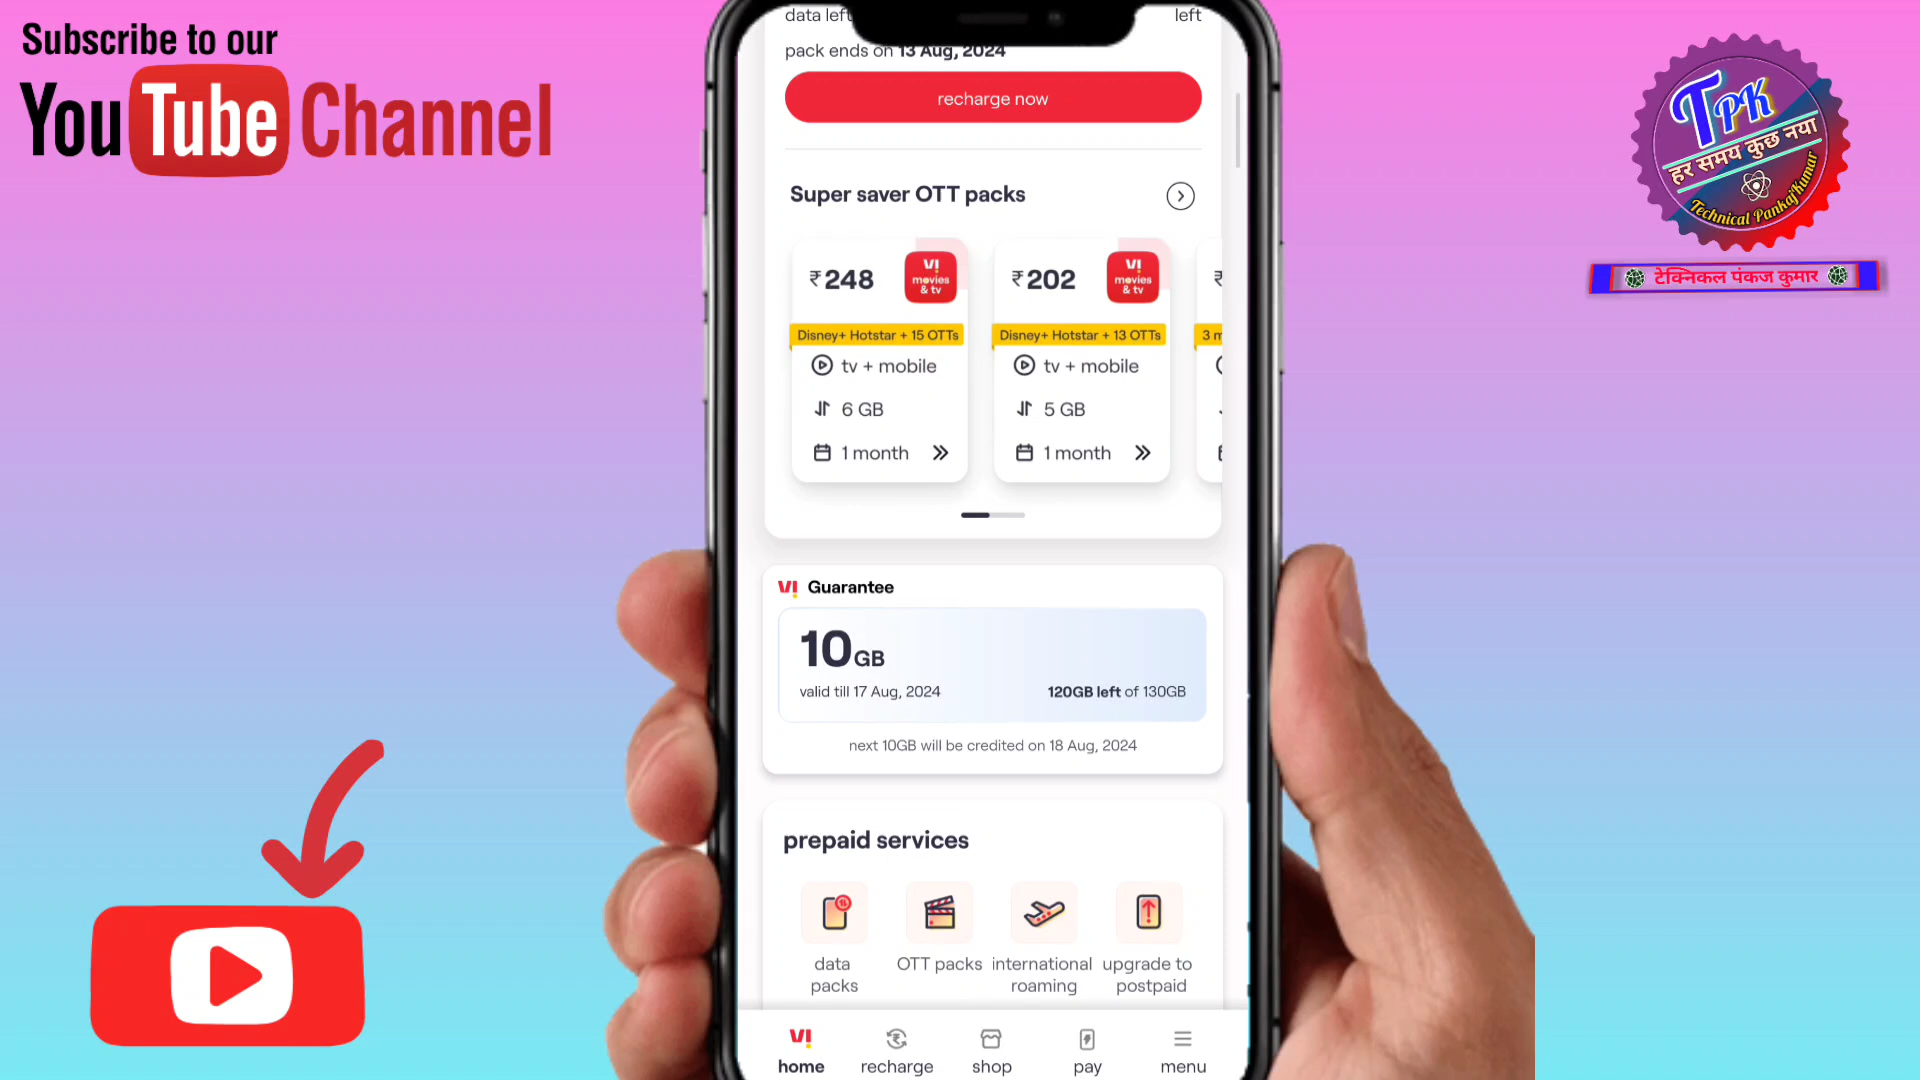 Subscribe to our
YouTube Channel
data left
left
pack ends on 13 Aug, 2024
recharge now
Super saver OTT packs
₹248
Vi movies & tv
Disney+ Hotstar + 15 OTTs
tv + mobile
6 GB
1 month
₹202
Vi movies & tv
Disney+ Hotstar + 13 OTTs
tv + mobile
5 GB
1 month
₹
3 m
VI Guarantee
10GB
valid till 17 Aug, 2024
120GB left of 130GB
next 10GB will be credited on 18 Aug, 2024
prepaid services
data packs
OTT packs
international roaming
upgrade to postpaid
VI
home
recharge
shop
pay
menu
TPK
हर समय कुछ नया
Technical Pankaj Kumar
टेक्निकल पंकज कुमार